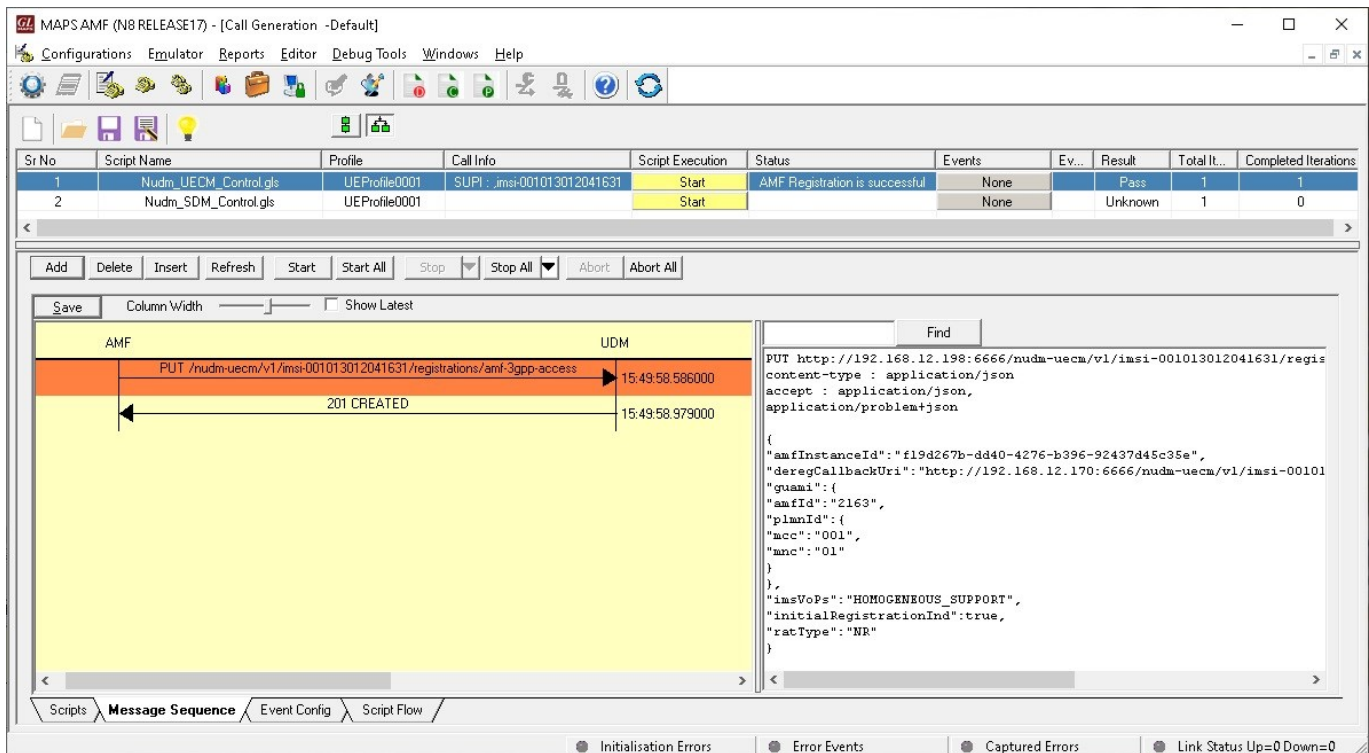 GL MAPS AMF (N8 RELEASE17) - [Call Generation -Default]
Configurations Emulator Reports Editor Debug Tools Windows Help
Sr No Script Name Profile Call Info Script Execution Status Events Ev... Result Total It... Completed Iterations
1 Nudm_UECM_Control.gls UEProfile0001 SUPI : ,imsi-001013012041631 Start AMF Registration is successful None Pass 1 1
2 Nudm_SDM_Control.gls UEProfile0001 Start None Unknown 1 0
Add Delete Insert Refresh Start Start All Stop Stop All Abort Abort All
Save Column Width Show Latest
Find
AMF UDM
PUT /nudm-uecm/v1/imsi-001013012041631/registrations/amf-3gpp-access
15:49:58.586000
201 CREATED
15:49:58.979000
PUT http://192.168.12.198:6666/nudm-uecm/v1/imsi-001013012041631/regis
content-type : application/json
accept : application/json,
application/problem+json
{
"amfInstanceId":"f19d267b-dd40-4276-b396-92437d45c35e",
"deregCallbackUri":"http://192.168.12.170:6666/nudm-uecm/v1/imsi-00101
"guami":{
"amfId":"2163",
"plmnId":{
"mcc":"001",
"mnc":"01"
}
},
"imsVoPs":"HOMOGENEOUS_SUPPORT",
"initialRegistrationInd":true,
"ratType":"NR"
}
Scripts Message Sequence Event Config Script Flow
Initialisation Errors Error Events Captured Errors Link Status Up=0 Down=0